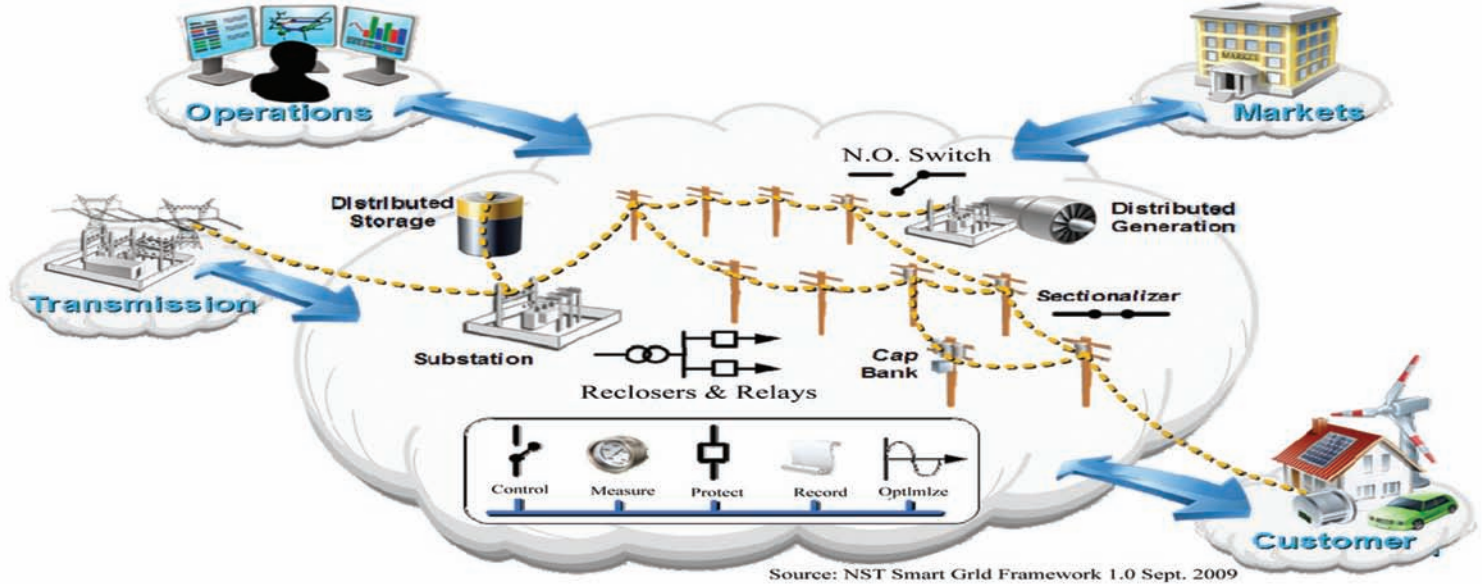 Operations
MARKETS
Markets
N.O. Switch
Distributed
Storage
Distributed
Generation
Transmission
Sectionalizer
Substation
Cap
Bank
Reclosers & Relays
Control
Measure
Protect
Record
Optimize
Customer
Source: NST Smart Grid Framework 1.0 Sept. 2009